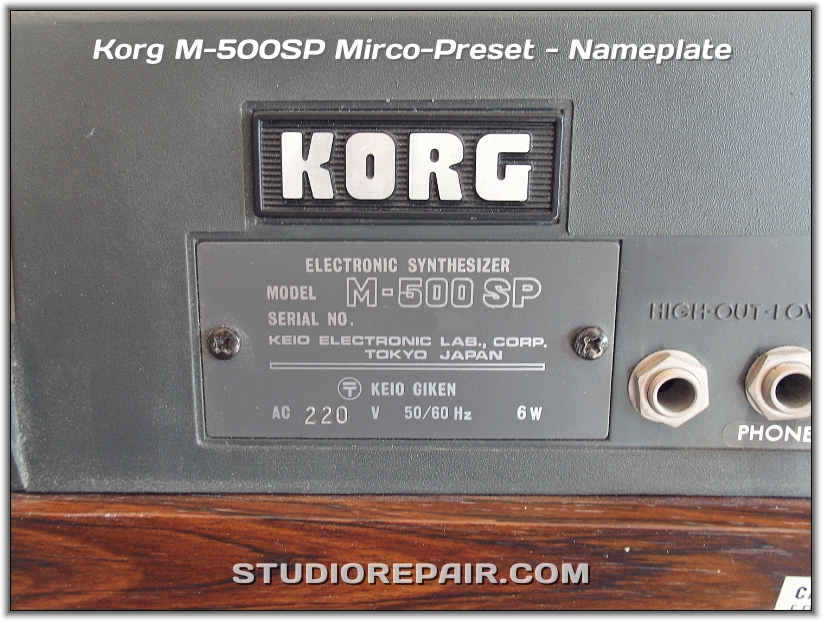 Korg M-500SP Mirco-Preset - Nameplate
KORG
ELECTRONIC SYNTHESIZER
MODEL M-500 SP
SERIAL NO.
KEIO ELECTRONIC LAB., CORP.
TOKYO JAPAN
〒 KEIO GIKEN
AC 220 V 50/60 Hz 6 W
HIGH·OUT·LOW
PHONE
STUDIOREPAIR.COM